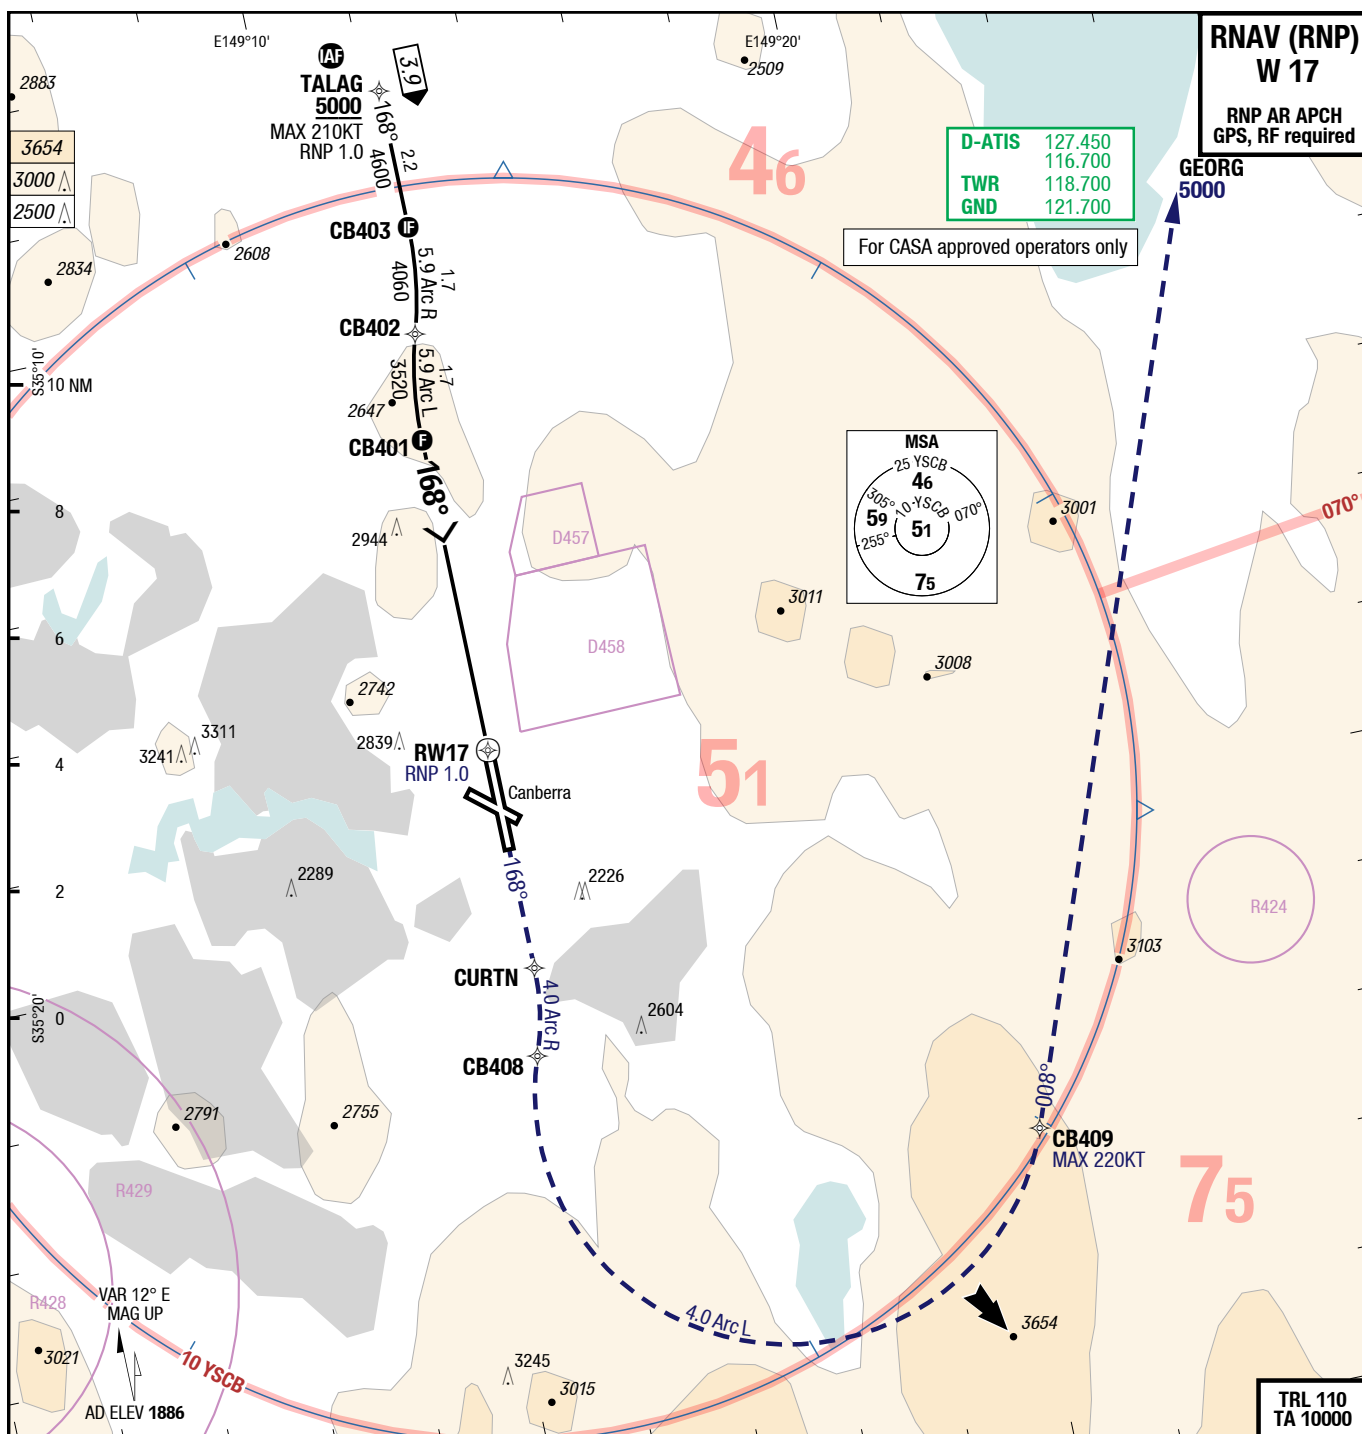 RNAV (RNP)
W 17
RNP AR APCH
GPS, RF required
E149°10'
E149°20'
IAF
TALAG
5000
MAX 210KT
RNP 1.0
3.9
168°
2.2
4600
2883
2509
3654
3000
2500
46
D-ATIS 127.450
116.700
TWR 118.700
GND 121.700
GEORG
5000
For CASA approved operators only
CB403
IF
2608
2834
5.9 Arc R
1.7
4060
CB402
5.9 Arc L
1.7
3520
S35°10'
10 NM
2647
CB401
F
168°
MSA
25 YSCB
46
305°
10 YSCB
070°
59
51
255°
75
3001
070°
8
2944
D457
3011
6
D458
3008
2742
3311
3241
2839
RW17
RNP 1.0
4
51
Canberra
2289
168°
2226
2
R424
3103
CURTN
4.0 Arc R
2604
S35°20'
0
CB408
008°
2791
2755
CB409
MAX 220KT
R429
75
VAR 12° E
MAG UP
R428
4.0 Arc L
3654
3021
10 YSCB
3245
3015
AD ELEV 1886
TRL 110
TA 10000